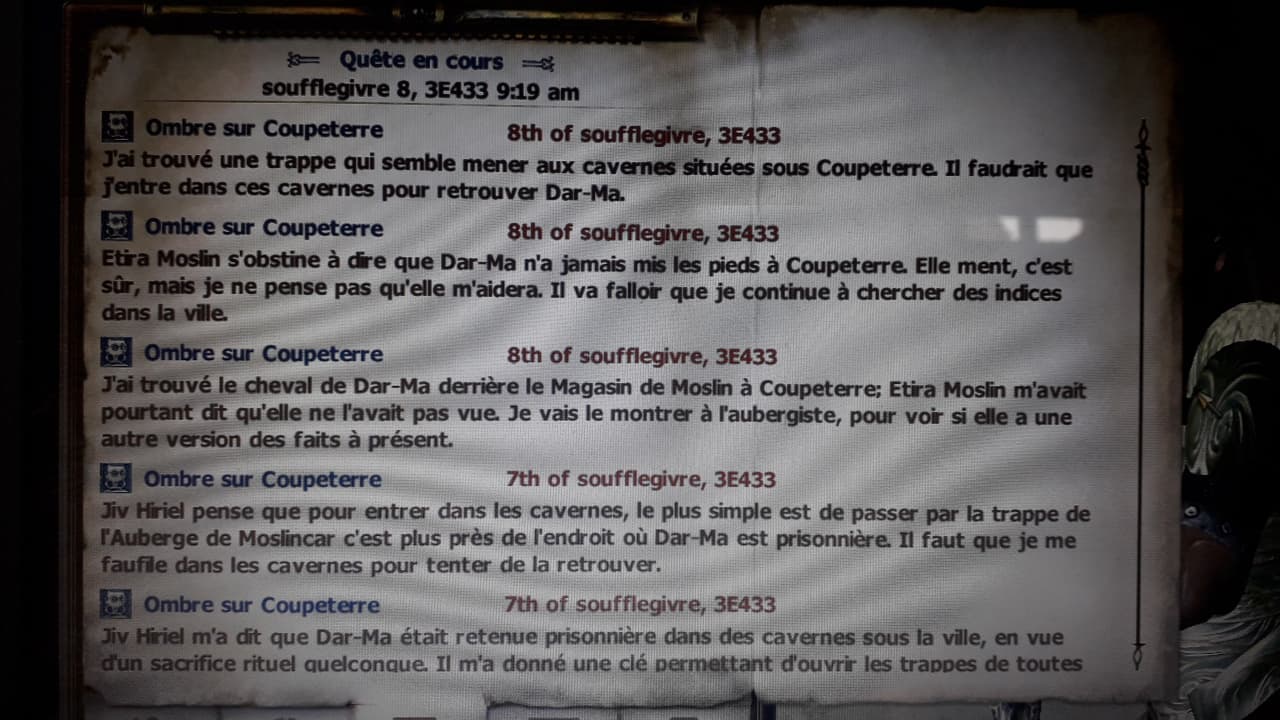 Quête en cours
soufflegivre 8, 3E433 9:19 am
Ombre sur Coupeterre 8th of soufflegivre, 3E433
J'ai trouvé une trappe qui semble mener aux cavernes situées sous Coupeterre. Il faudrait que
j'entre dans ces cavernes pour retrouver Dar-Ma.
Ombre sur Coupeterre 8th of soufflegivre, 3E433
Etira Moslin s'obstine à dire que Dar-Ma n'a jamais mis les pieds à Coupeterre. Elle ment, c'est
sûr, mais je ne pense pas qu'elle m'aidera. Il va falloir que je continue à chercher des indices
dans la ville.
Ombre sur Coupeterre 8th of soufflegivre, 3E433
J'ai trouvé le cheval de Dar-Ma derrière le Magasin de Moslin à Coupeterre; Etira Moslin m'avait
pourtant dit qu'elle ne l'avait pas vue. Je vais le montrer à l'aubergiste, pour voir si elle a une
autre version des faits à présent.
Ombre sur Coupeterre 7th of soufflegivre, 3E433
Jiv Hiriel pense que pour entrer dans les cavernes, le plus simple est de passer par la trappe de
l'Auberge de Moslincar c'est plus près de l'endroit où Dar-Ma est prisonnière. Il faut que je me
faufile dans les cavernes pour tenter de la retrouver.
Ombre sur Coupeterre 7th of soufflegivre, 3E433
Jiv Hiriel m'a dit que Dar-Ma était retenue prisonnière dans des cavernes sous la ville, en vue
d'un sacrifice rituel quelconque. Il m'a donné une clé permettant d'ouvrir les trappes de toutes